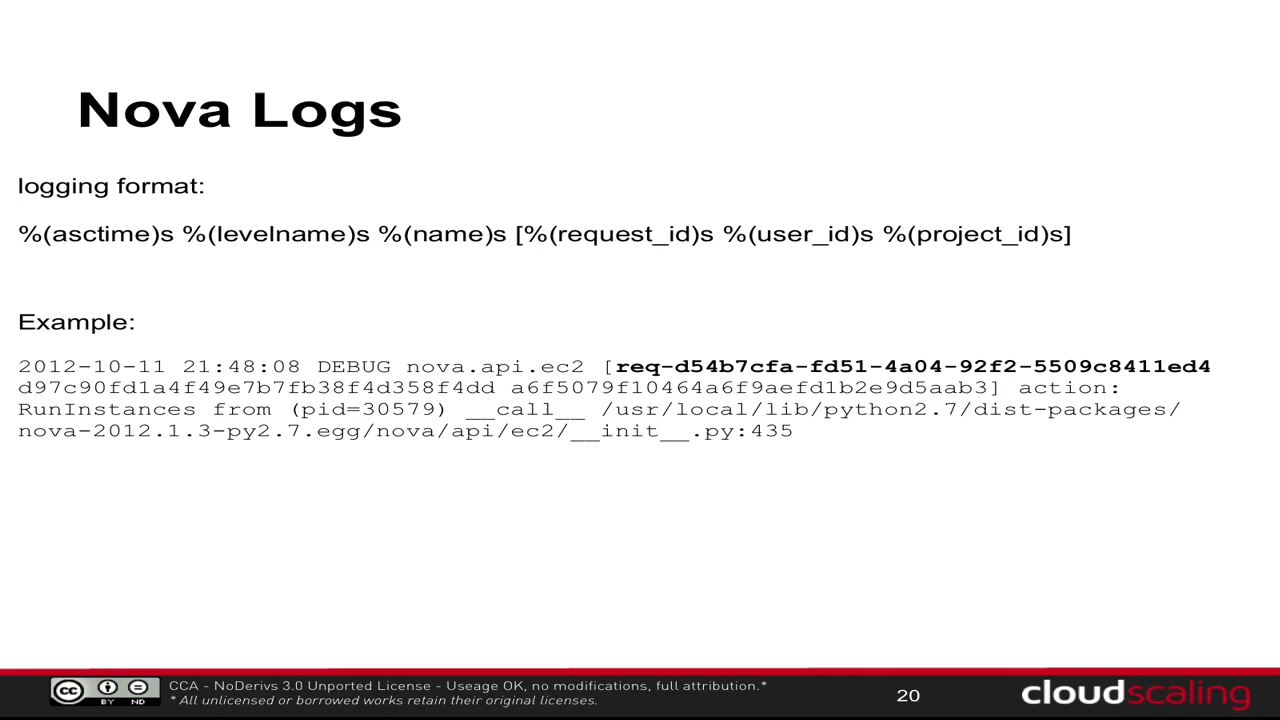 Nova Logs
logging format:
%(asctime)s %(levelname)s %(name)s [%(request_id)s %(user_id)s %(project_id)s]
Example:
2012-10-11 21:48:08 DEBUG nova.api.ec2 [req-d54b7cfa-fd51-4a04-92f2-5509c8411ed4
d97c90fd1a4f49e7b7fb38f4d358f4dd a6f5079f10464a6f9aefd1b2e9d5aab3] action:
RunInstances from (pid=30579) __call__ /usr/local/lib/python2.7/dist-packages/
nova-2012.1.3-py2.7.egg/nova/api/ec2/__init__.py:435
CCA - NoDerivs 3.0 Unported License - Useage OK, no modifications, full attribution.*
* All unlicensed or borrowed works retain their original licenses.
cc BY ND
20
cloudscaling